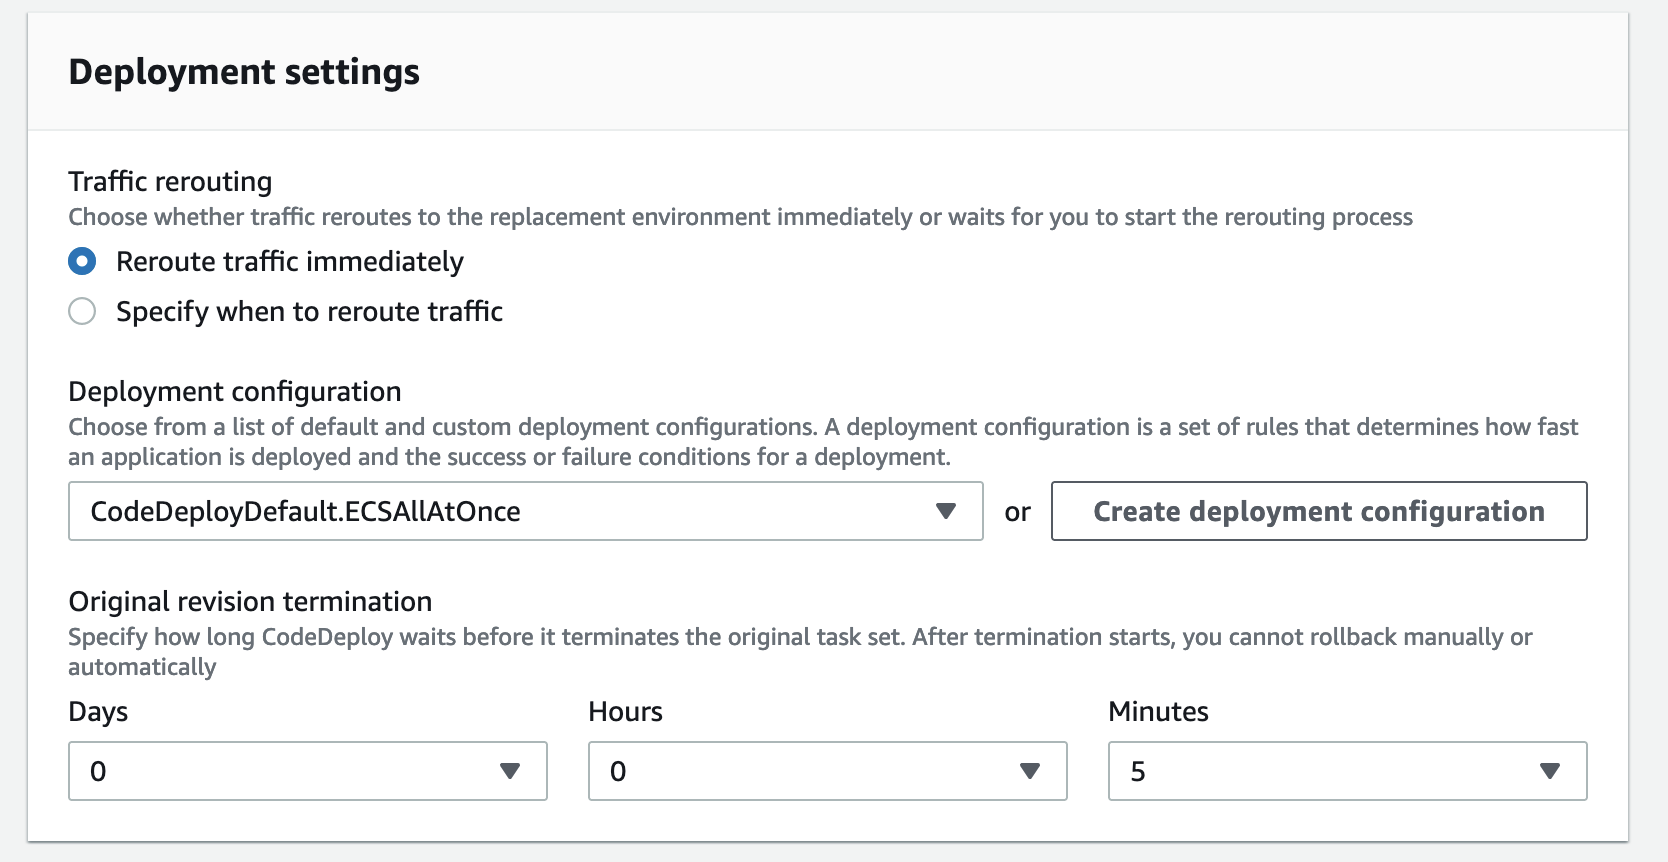 Deployment settings
Traffic rerouting
Choose whether traffic reroutes to the replacement environment immediately or waits for you to start the rerouting process
Reroute traffic immediately
Specify when to reroute traffic
Deployment configuration
Choose from a list of default and custom deployment configurations. A deployment configuration is a set of rules that determines how fast
an application is deployed and the success or failure conditions for a deployment.
CodeDeployDefault.ECSAllAtOnce or Create deployment configuration
Original revision termination
Specify how long CodeDeploy waits before it terminates the original task set. After termination starts, you cannot rollback manually or
automatically
Days Hours Minutes
0 0 5